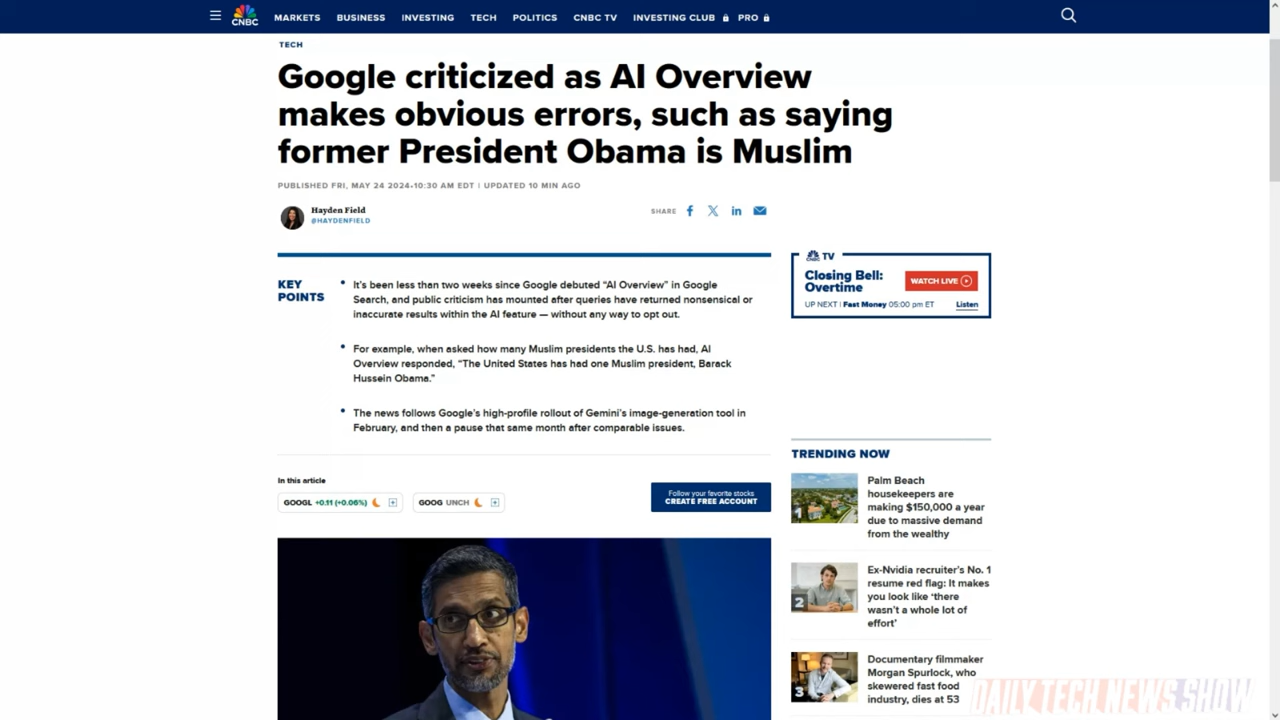 CNBC
MARKETS
BUSINESS
INVESTING
TECH
POLITICS
CNBC TV
INVESTING CLUB
PRO
TECH
Google criticized as AI Overview
makes obvious errors, such as saying
former President Obama is Muslim
PUBLISHED FRI, MAY 24 2024•10:30 AM EDT | UPDATED 10 MIN AGO
Hayden Field
@HAYDENFIELD
SHARE
KEY
POINTS
It's been less than two weeks since Google debuted “AI Overview” in Google
Search, and public criticism has mounted after queries have returned nonsensical or
inaccurate results within the AI feature — without any way to opt out.
For example, when asked how many Muslim presidents the U.S. has had, AI
Overview responded, “The United States has had one Muslim president, Barack
Hussein Obama.”
The news follows Google's high-profile rollout of Gemini's image-generation tool in
February, and then a pause that same month after comparable issues.
In this article
GOOGL +0.11 (+0.06%)
GOOG UNCH
Follow your favorite stocks
CREATE FREE ACCOUNT
TV
Closing Bell:
Overtime
WATCH LIVE
UP NEXT | Fast Money 05:00 pm ET
Listen
TRENDING NOW
1
Palm Beach
housekeepers are
making $150,000 a year
due to massive demand
from the wealthy
2
Ex-Nvidia recruiter's No. 1
resume red flag: It makes
you look like ‘there
wasn't a whole lot of
effort’
3
Documentary filmmaker
Morgan Spurlock, who
skewered fast food
industry, dies at 53
DAILY TECH NEWS SHOW